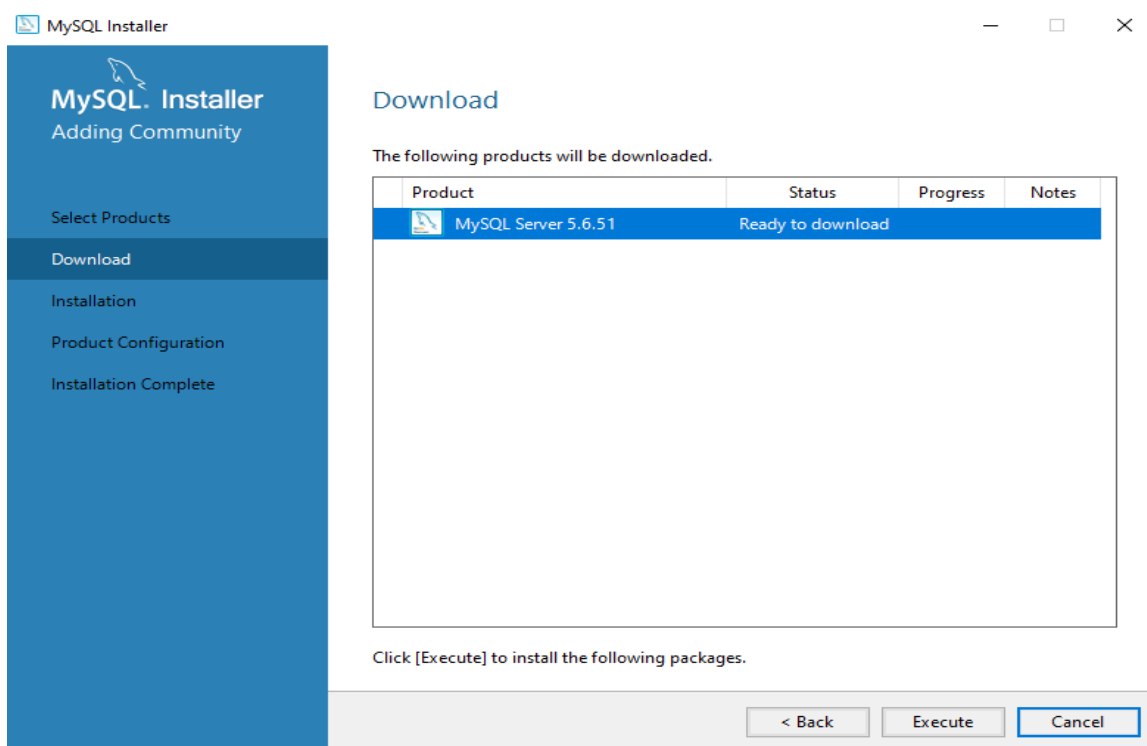 MySQL Installer
MySQL. Installer
Adding Community
Select Products
Download
Installation
Product Configuration
Installation Complete
Download
The following products will be downloaded.
Product Status Progress Notes
MySQL Server 5.6.51 Ready to download
Click [Execute] to install the following packages.
< Back Execute Cancel